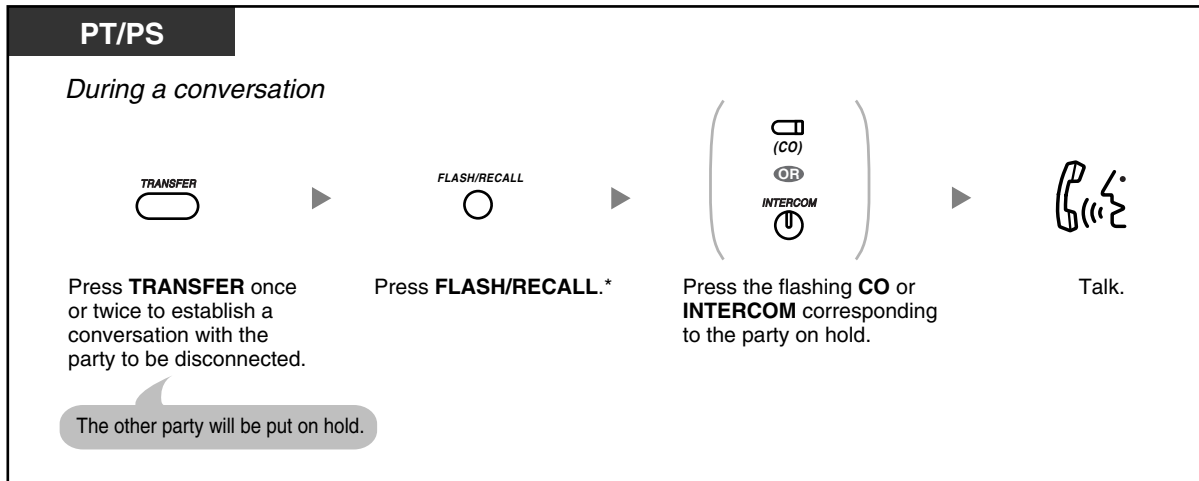 PT/PS
During a conversation
TRANSFER
FLASH/RECALL
(CO)
OR
INTERCOM
Press TRANSFER once
or twice to establish a
conversation with the
party to be disconnected.
The other party will be put on hold.
Press FLASH/RECALL.*
Press the flashing CO or
INTERCOM corresponding
to the party on hold.
Talk.